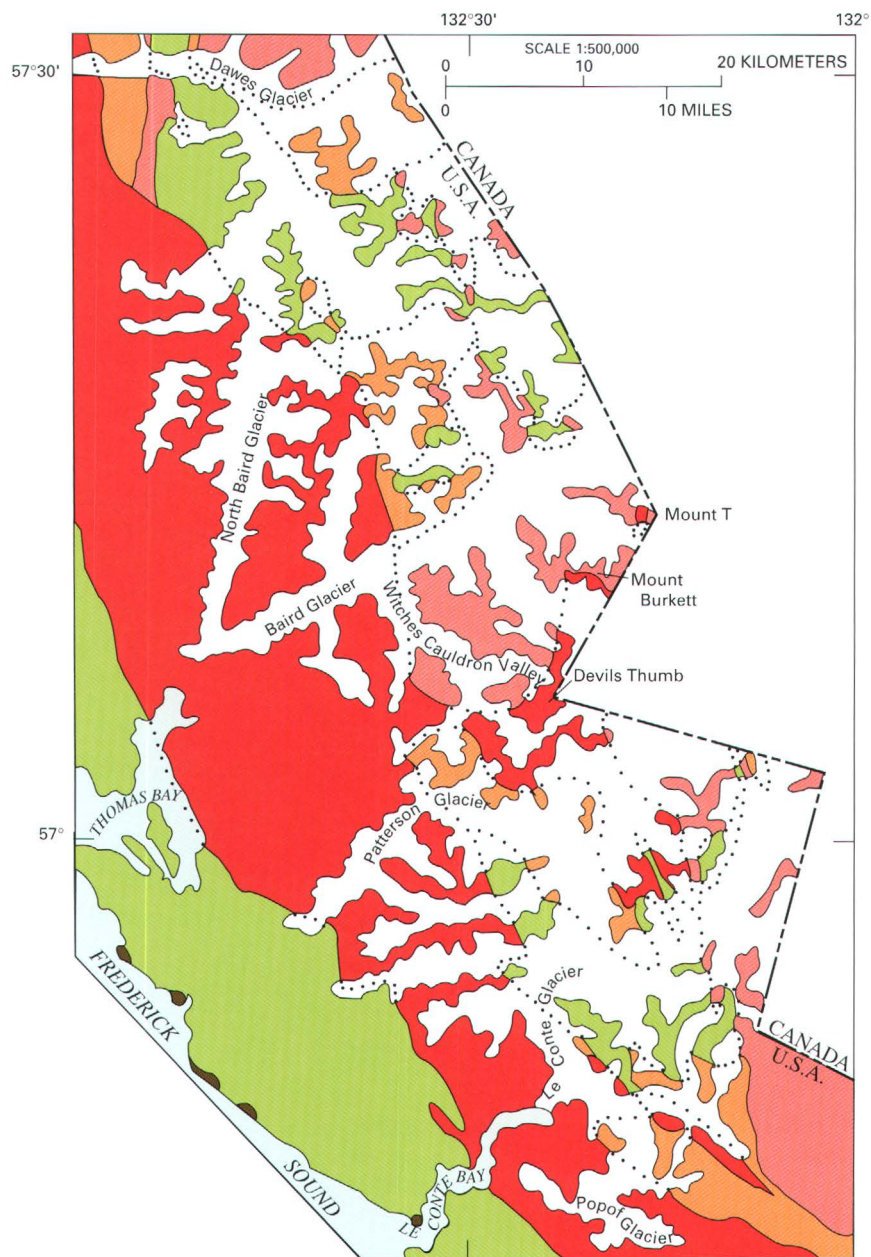 132°30'
132°
57°30'
SCALE 1:500,000
0 10 20 KILOMETERS
0 10 MILES
Dawes Glacier
CANADA
U.S.A.
North Baird Glacier
Mount T
Mount
Burkett
Baird Glacier
Witches Cauldron Valley
Devils Thumb
THOMAS BAY
57°
Patterson Glacier
FREDERICK SOUND
Le Conte Glacier
CANADA
U.S.A.
LE CONTE BAY
Popof
Glacier